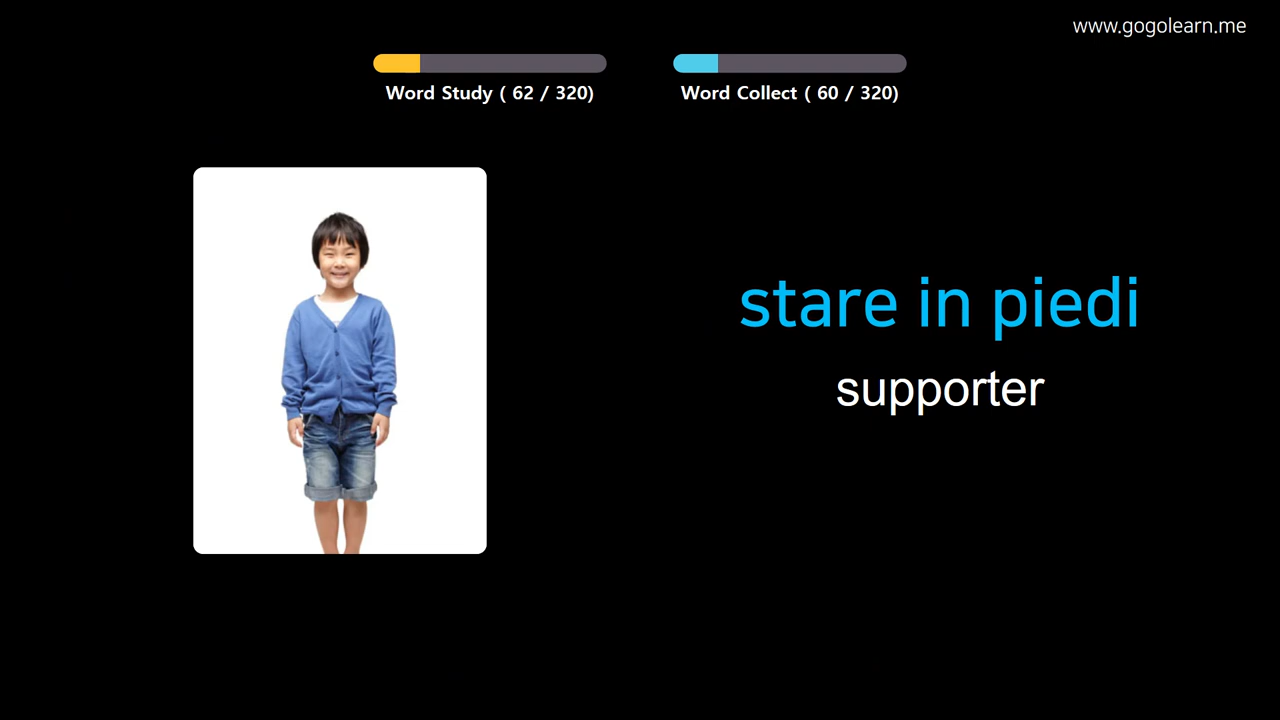 www.gogolearn.me
Word Study ( 62 / 320)
Word Collect ( 60 / 320)
stare in piedi
supporter